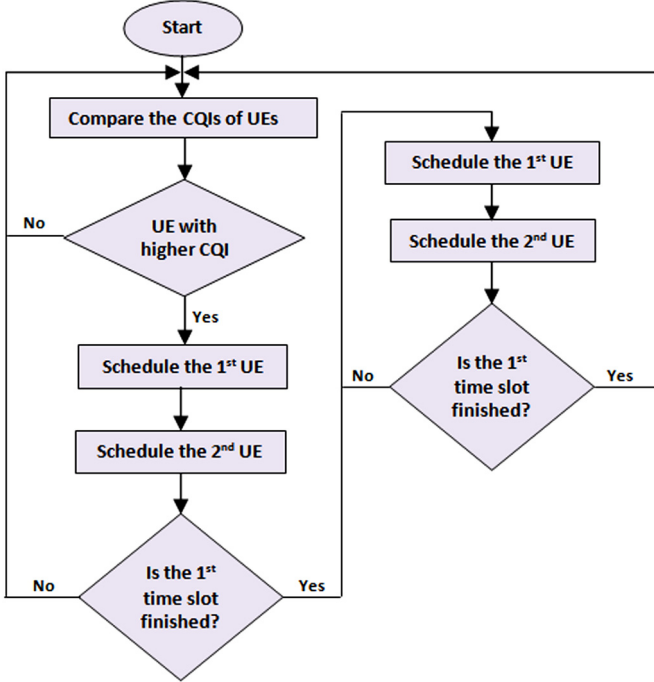 Start
Compare the CQIs of UEs
No
UE with
higher CQI
Yes
Schedule the 1st UE
Schedule the 2nd UE
No
Is the 1st
time slot
finished?
Yes
Schedule the 1st UE
Schedule the 2nd UE
No
Is the 1st
time slot
finished?
Yes